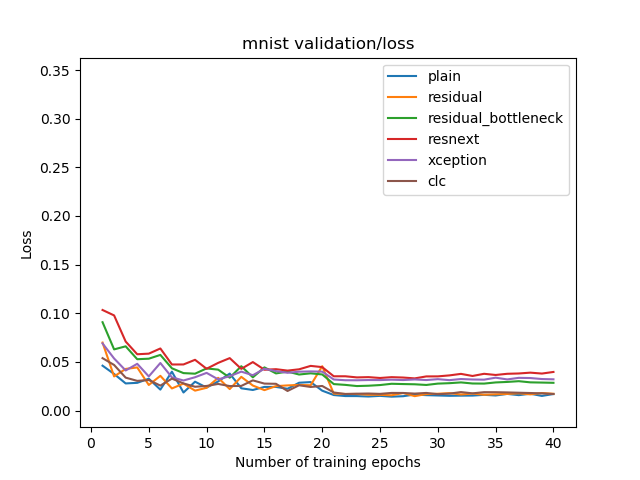 mnist validation/loss
0.35
0.30
0.25
0.20
0.15
0.10
0.05
0.00
Loss
plain
residual
residual_bottleneck
resnext
xception
clc
0 5 10 15 20 25 30 35 40
Number of training epochs